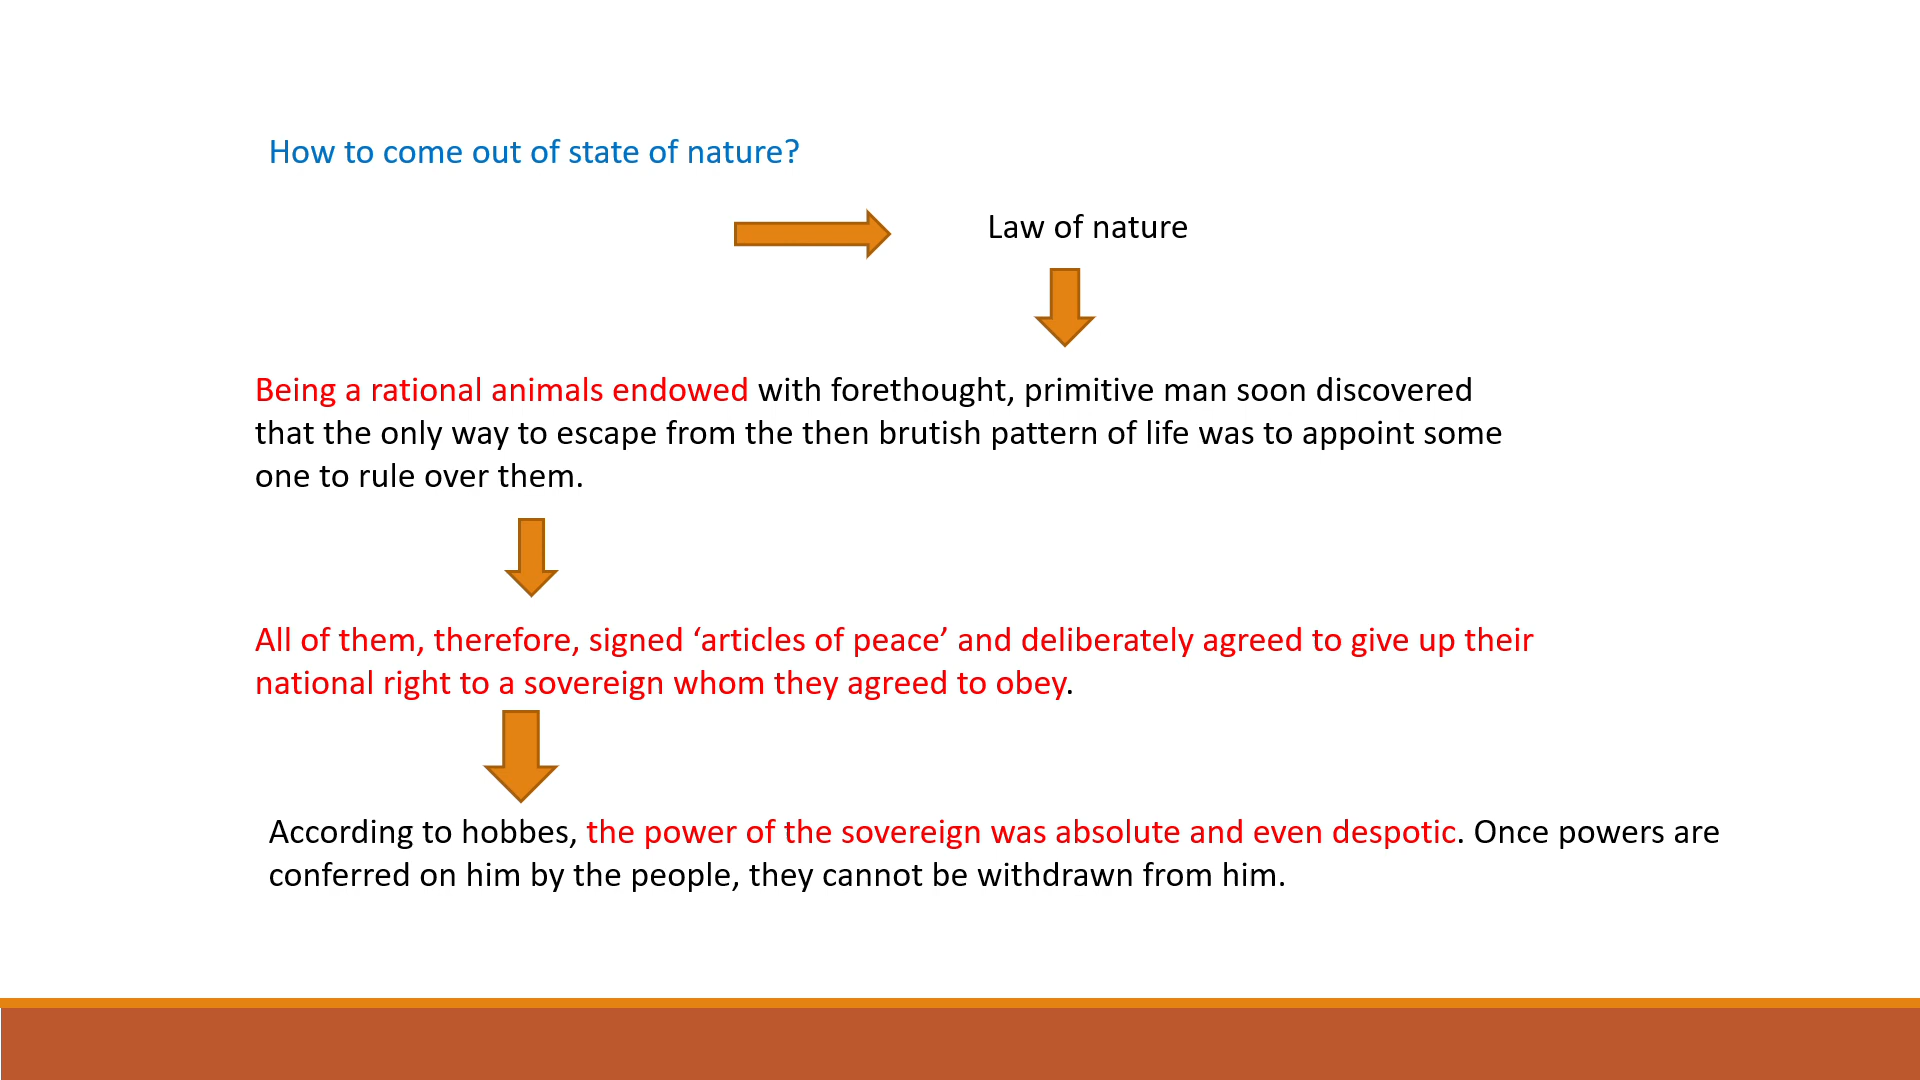 How to come out of state of nature?
Law of nature
Being a rational animals endowed with forethought, primitive man soon discovered
that the only way to escape from the then brutish pattern of life was to appoint some
one to rule over them.
All of them, therefore, signed ‘articles of peace’ and deliberately agreed to give up their
national right to a sovereign whom they agreed to obey.
According to hobbes, the power of the sovereign was absolute and even despotic. Once powers are
conferred on him by the people, they cannot be withdrawn from him.